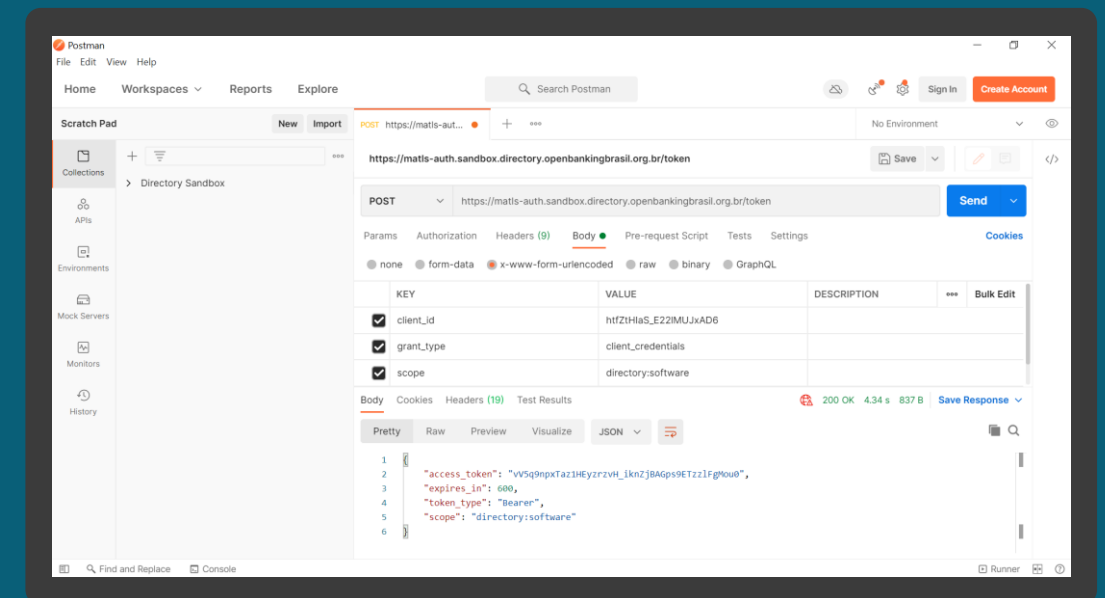 Postman
File Edit View Help
Home Workspaces Reports Explore Search Postman Sign In Create Account
Scratch Pad New Import POST https://matls-aut... No Environment
Collections
APIs
Environments
Mock Servers
Monitors
History
Directory Sandbox
https://matls-auth.sandbox.directory.openbankingbrasil.org.br/token Save
POST https://matls-auth.sandbox.directory.openbankingbrasil.org.br/token Send
Params Authorization Headers (9) Body Pre-request Script Tests Settings Cookies
none form-data x-www-form-urlencoded raw binary GraphQL
KEY VALUE DESCRIPTION Bulk Edit
client_id htfZtHIaS_E22IMUJxAD6
grant_type client_credentials
scope directory:software
Body Cookies Headers (19) Test Results 200 OK 4.34 s 837 B Save Response
Pretty Raw Preview Visualize JSON
1 {
2 "access_token": "vV5q9npxTaz1HEyzrzvH_iknZjBAGps9ETzzlFgMou0",
3 "expires_in": 600,
4 "token_type": "Bearer",
5 "scope": "directory:software"
6 }
Find and Replace Console Runner